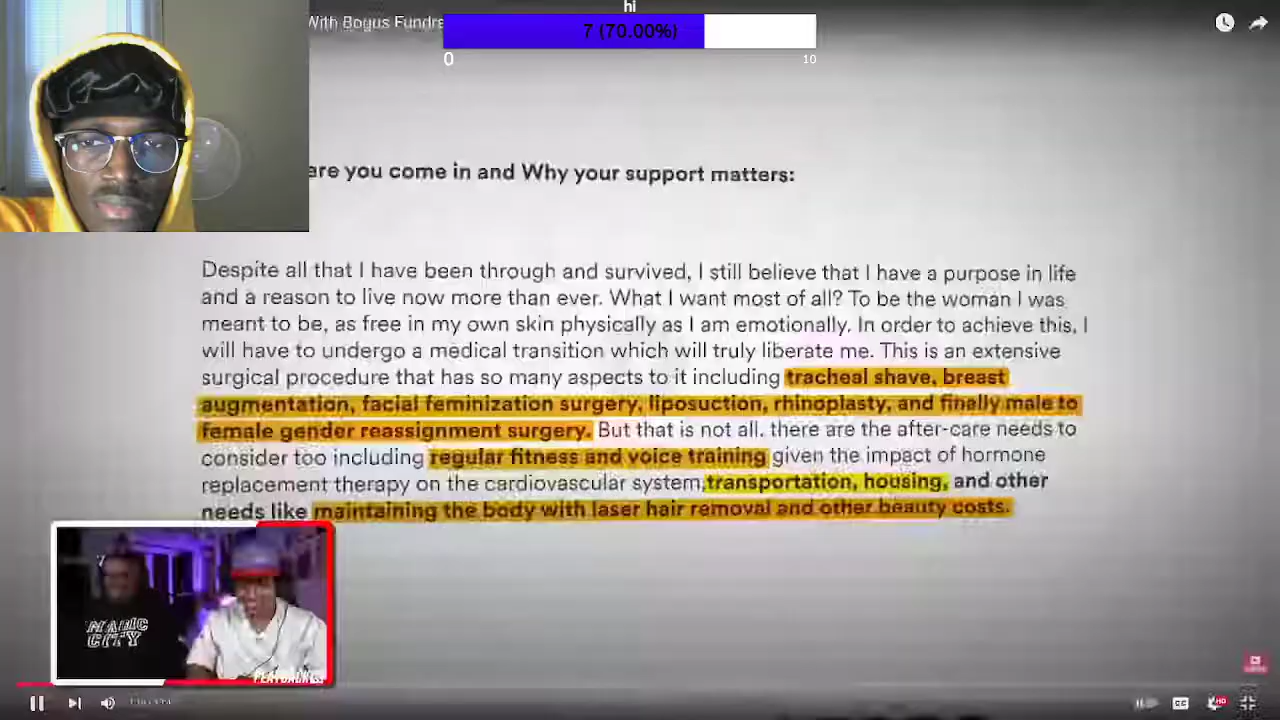 hi
With Bogus Fundra
7 (70.00%)
0
10
ere you come in and Why your support matters:
Despite all that I have been through and survived, I still believe that I have a purpose in life
and a reason to live now more than ever. What I want most of all? To be the woman I was
meant to be, as free in my own skin physically as I am emotionally. In order to achieve this, I
will have to undergo a medical transition which will truly liberate me. This is an extensive
surgical procedure that has so many aspects to it including tracheal shave, breast
augmentation, facial feminization surgery, liposuction, rhinoplasty, and finally male to
female gender reassignment surgery. But that is not all. there are the after-care needs to
consider too including regular fitness and voice training given the impact of hormone
replacement therapy on the cardiovascular system,transportation, housing, and other
needs like maintaining the body with laser hair removal and other beauty costs.
MAGIC
CITY
CC
HD